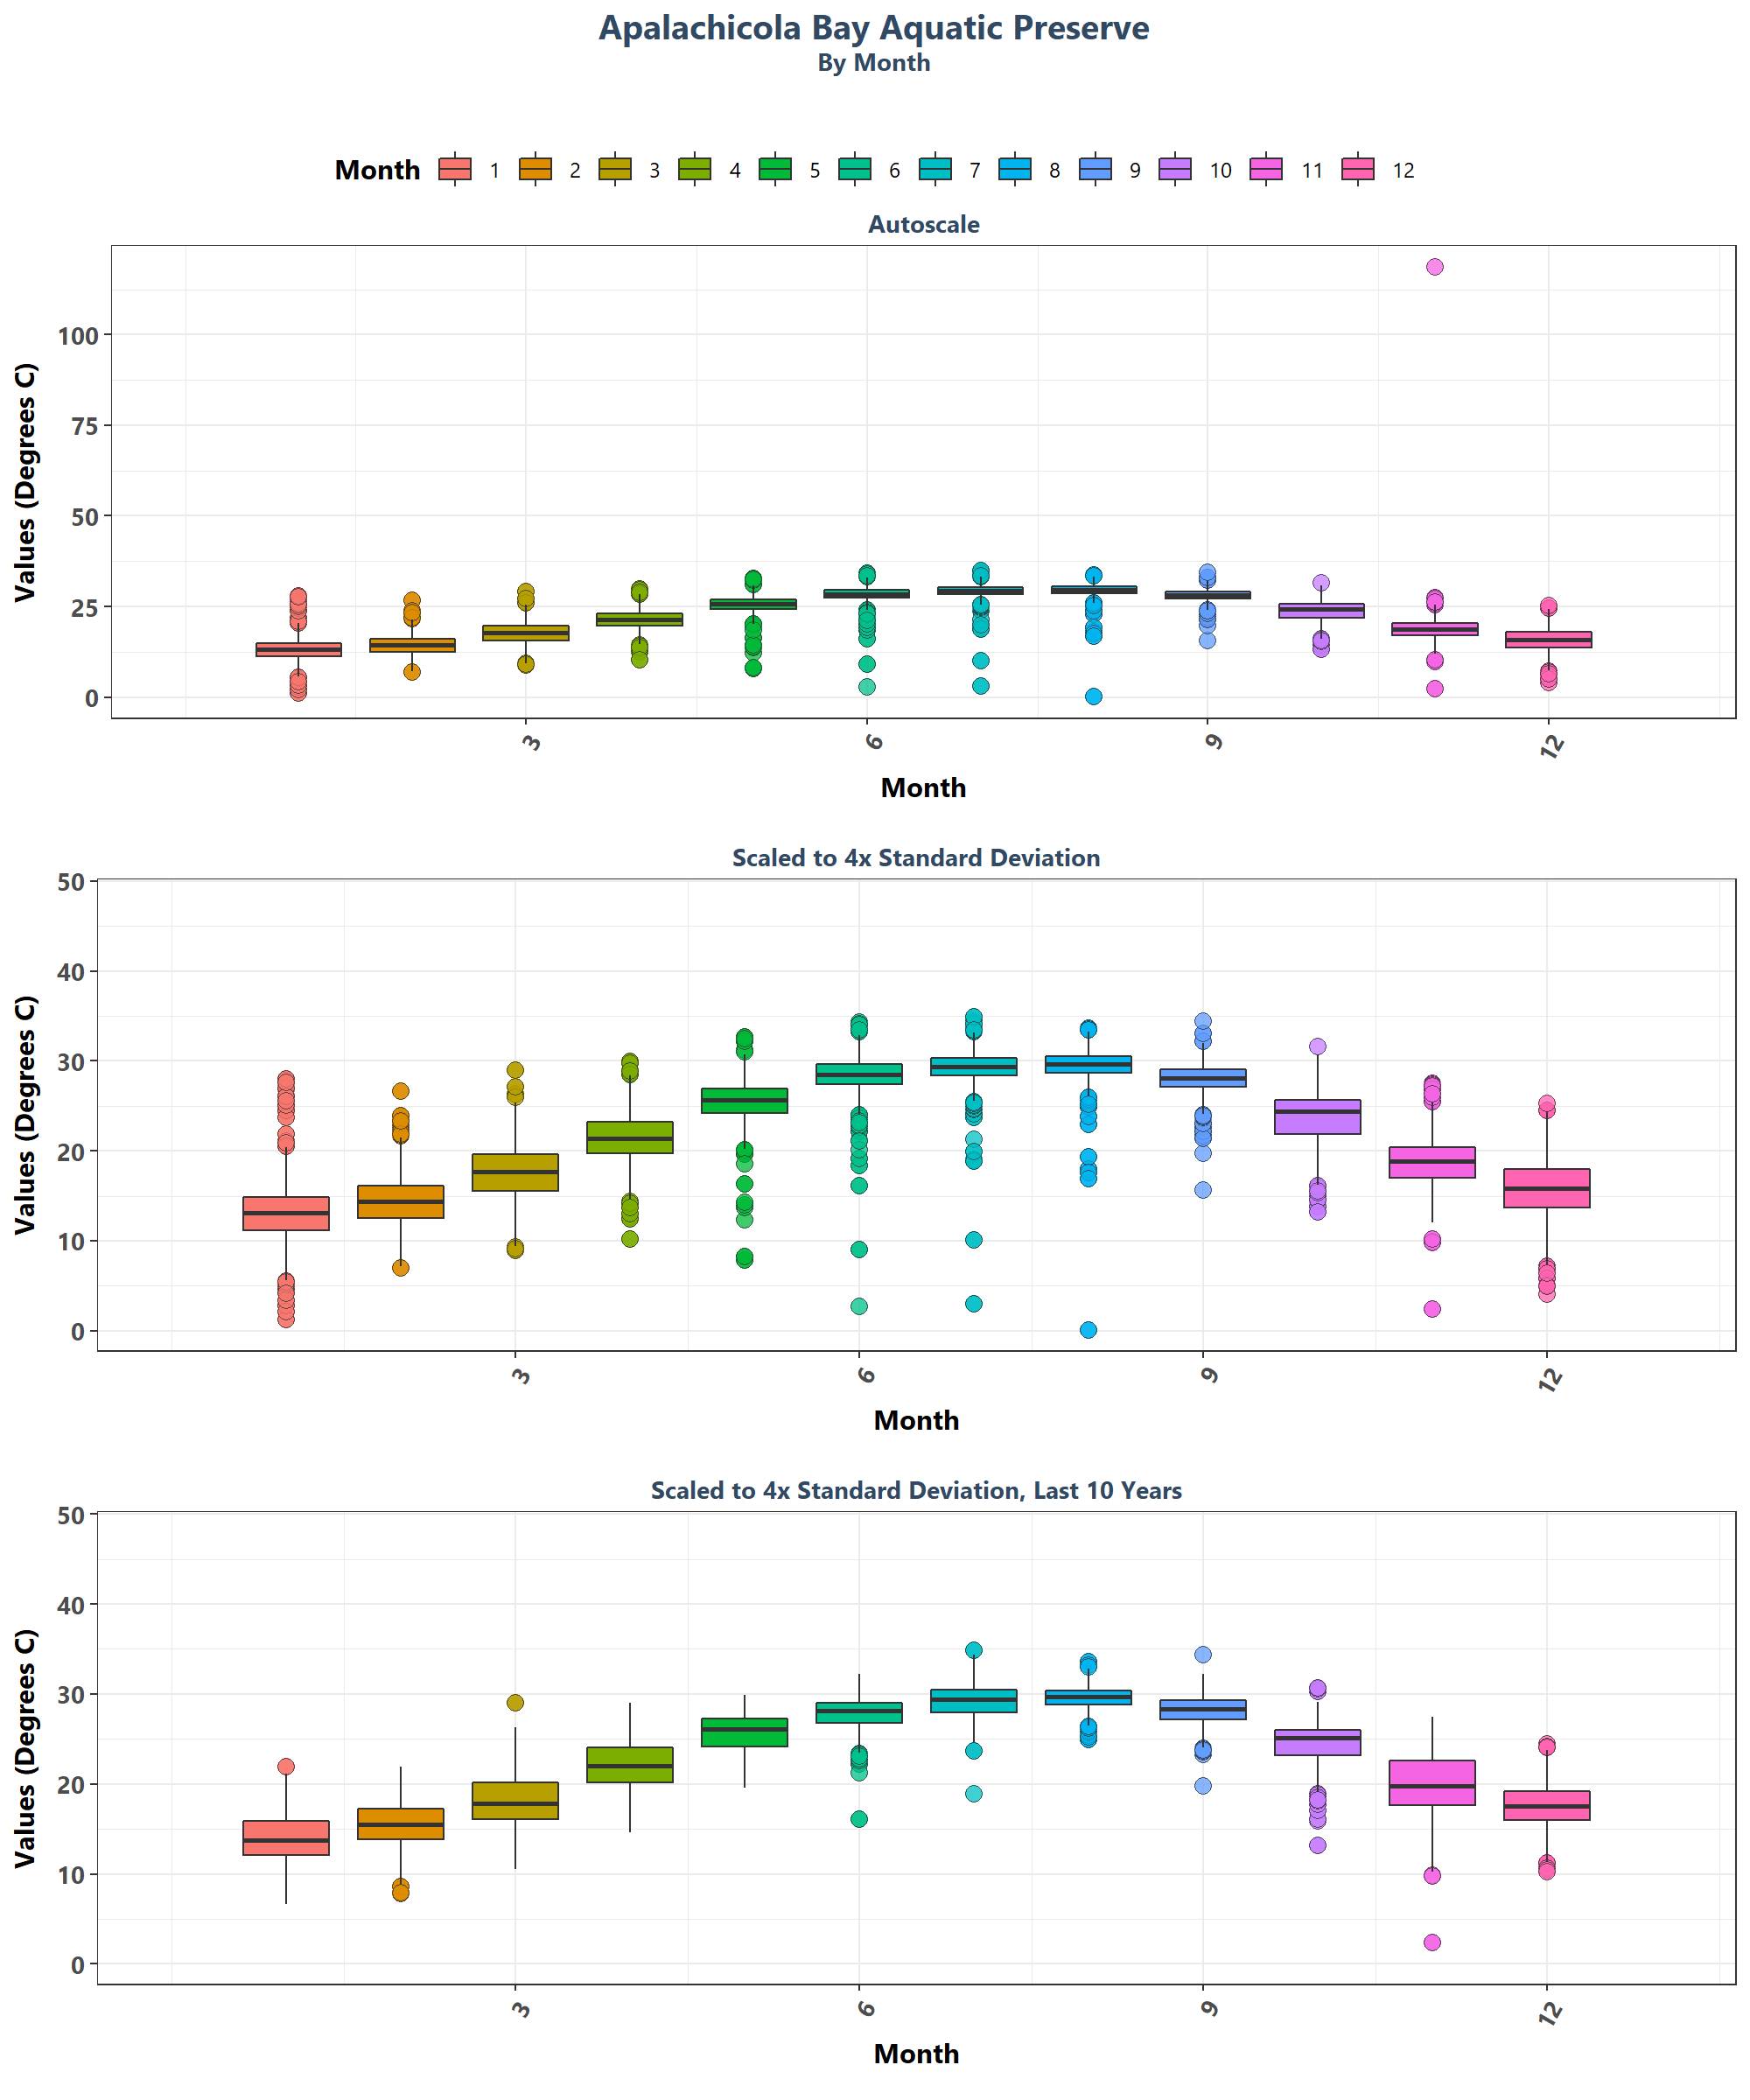 Apalachicola Bay Aquatic Preserve
By Month
Month 1 2 3 4 5 6 7 8 9 10 11 12
Autoscale
Values (Degrees C)
100
75
50
25
0
3 6 9 12
Month
Scaled to 4x Standard Deviation
Values (Degrees C)
50
40
30
20
10
0
3 6 9 12
Month
Scaled to 4x Standard Deviation, Last 10 Years
Values (Degrees C)
50
40
30
20
10
0
3 6 9 12
Month